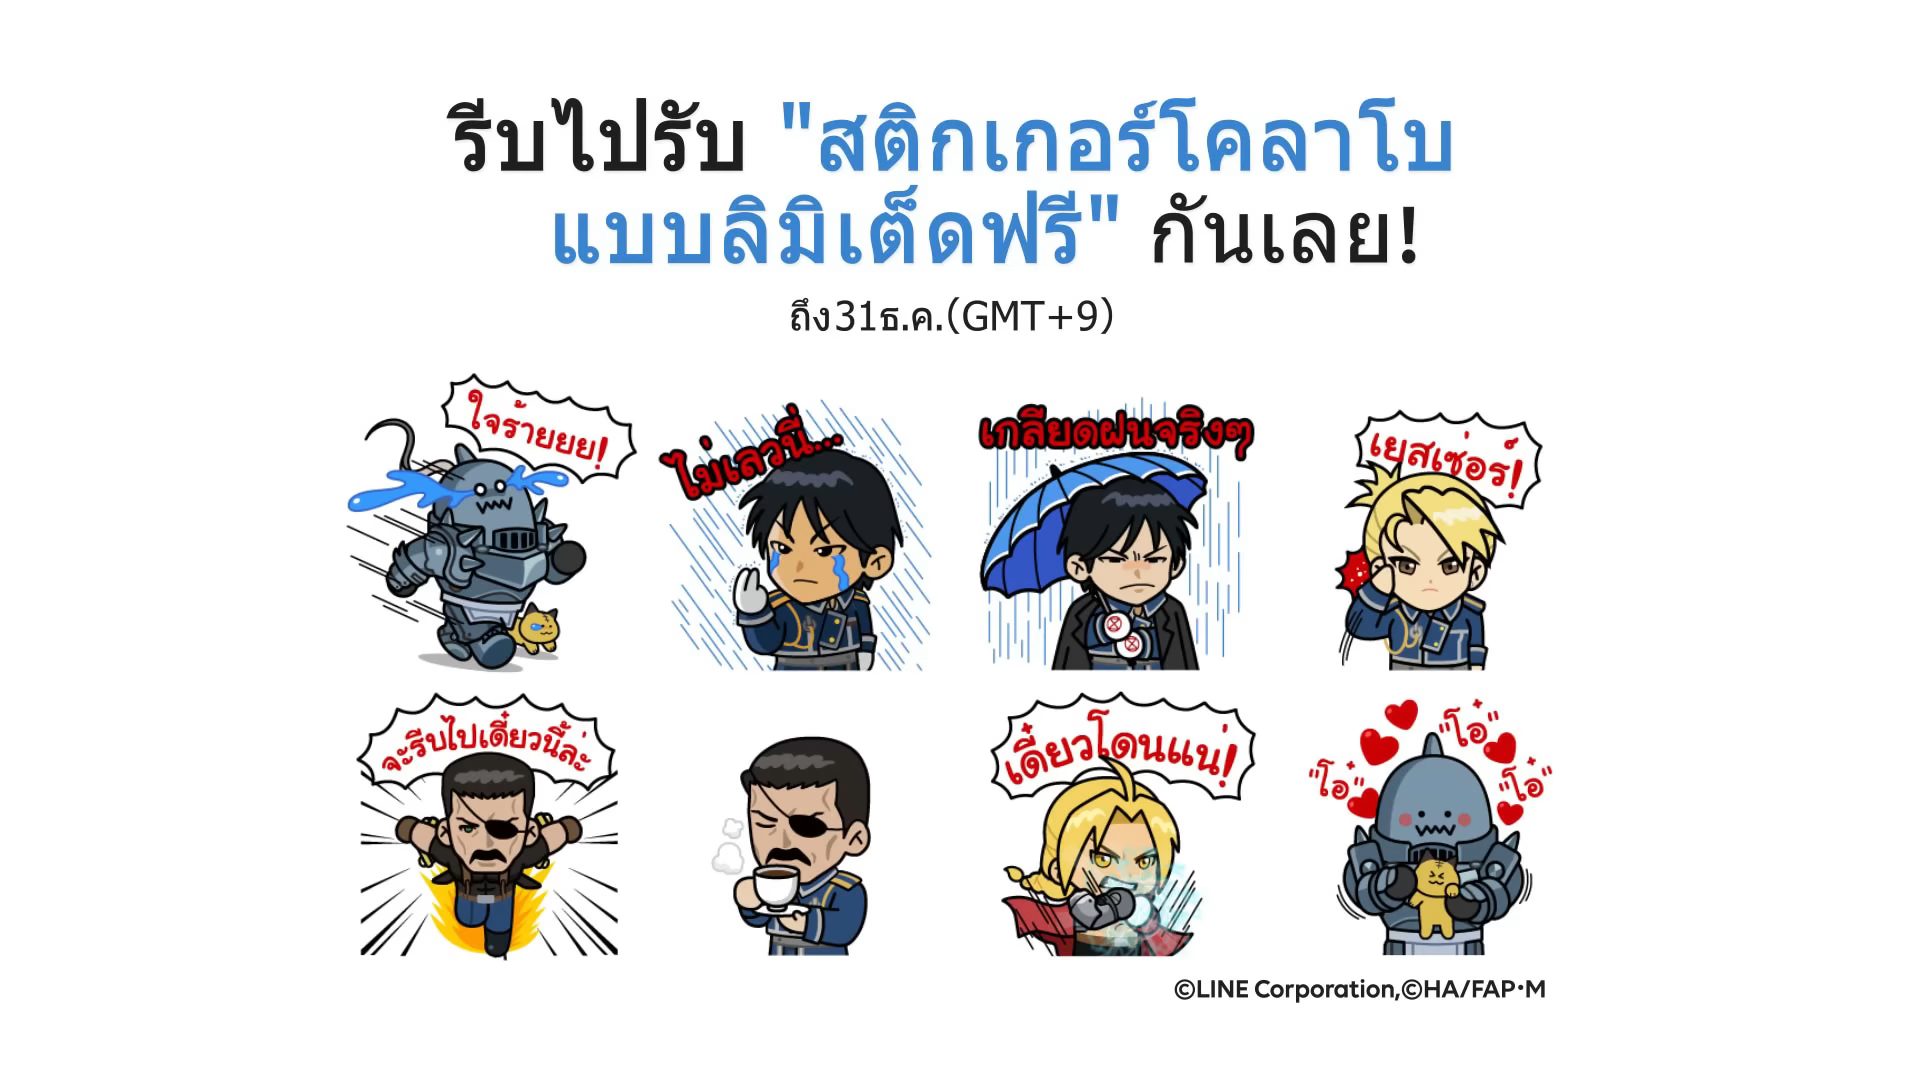 รีบไปรับ "สติกเกอร์โคลาโบ
แบบลิมิเต็ดฟรี" กันเลย!
ถึง31ธ.ค.(GMT+9)
ใจร้ายยย!
ไม่เลวนี่...
เกลียดฝนจริงๆ
เยสเซ่อร์!
จะรีบไปเดี๋ยวนี้ล่ะ
เดี๋ยวโดนแน่!
"โอ๋"
"โอ๋"
"โอ๋"
©LINE Corporation,©HA/FAP•M